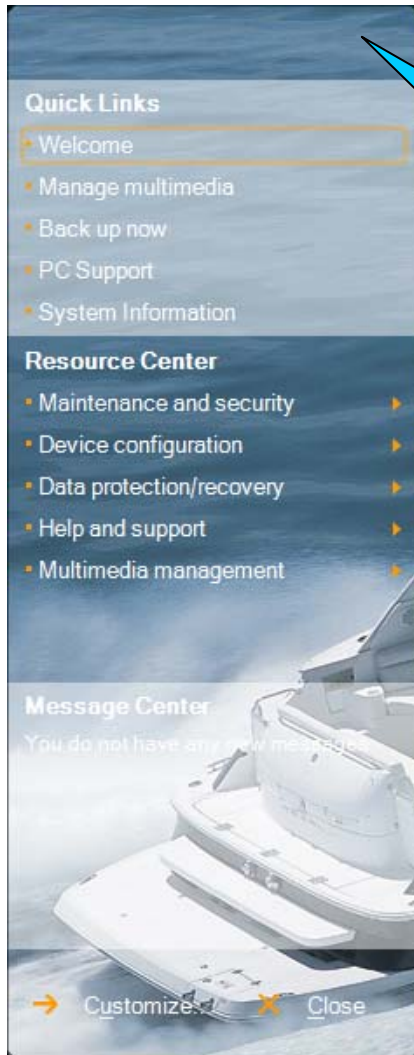 Quick Links
Welcome
Manage multimedia
Back up now
PC Support
System Information
Resource Center
Maintenance and security
Device configuration
Data protection/recovery
Help and support
Multimedia management
Message Center
You do not have any new messages.
Customize... Close